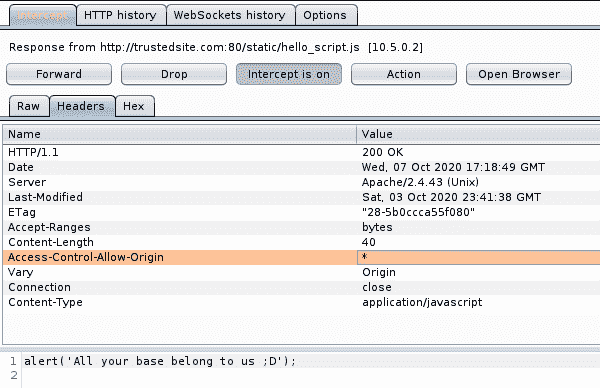 Intercept HTTP history WebSockets history Options
Response from http://trustedsite.com:80/static/hello_script.js [10.5.0.2]
Forward Drop Intercept is on Action Open Browser
Raw Headers Hex
Name Value
HTTP/1.1 200 OK
Date Wed, 07 Oct 2020 17:18:49 GMT
Server Apache/2.4.43 (Unix)
Last-Modified Sat, 03 Oct 2020 23:41:38 GMT
ETag "28-5b0ccca55f080"
Accept-Ranges bytes
Content-Length 40
Access-Control-Allow-Origin *
Vary Origin
Connection close
Content-Type application/javascript
1 alert('All your base belong to us ;D');
2